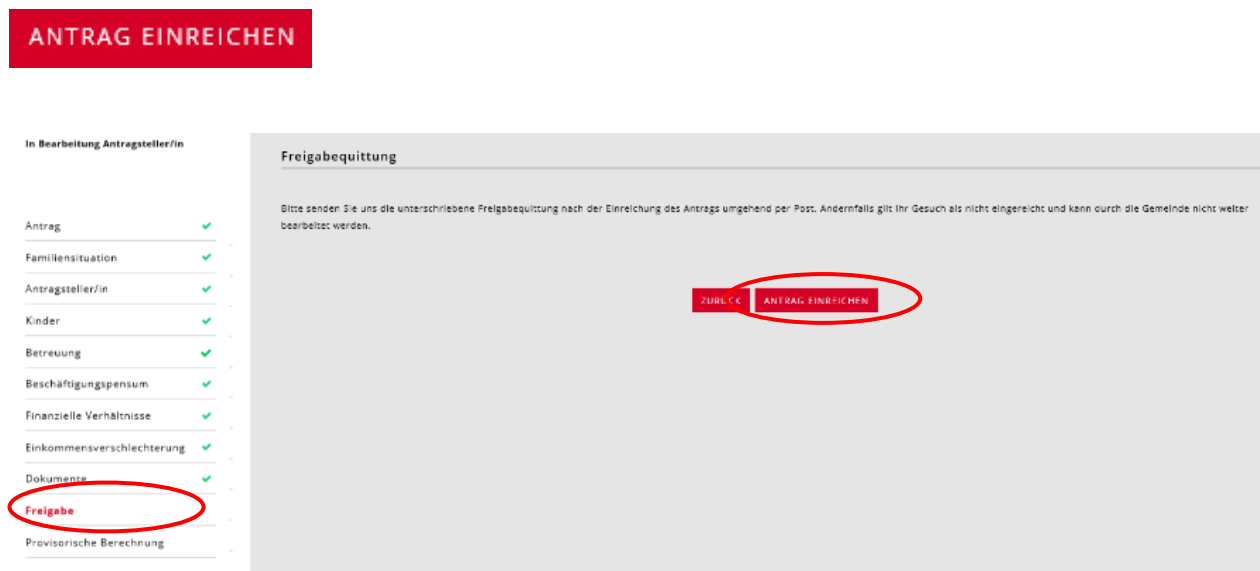 ANTRAG EINREICHEN
In Bearbeitung Antragsteller/in
Antrag
Familiensituation
Antragsteller/in
Kinder
Betreuung
Beschäftigungspensum
Finanzielle Verhältnisse
Einkommensverschlechterung
Dokumente
Freigabe
Provisorische Berechnung
Freigabequittung
Bitte senden Sie uns die unterschriebene Freigabequittung nach der Einreichung des Antrags umgehend per Post. Andernfalls gilt Ihr Gesuch als nicht eingereicht und kann durch die Gemeinde nicht weiter
bearbeitet werden.
ZURÜCK ANTRAG EINREICHEN